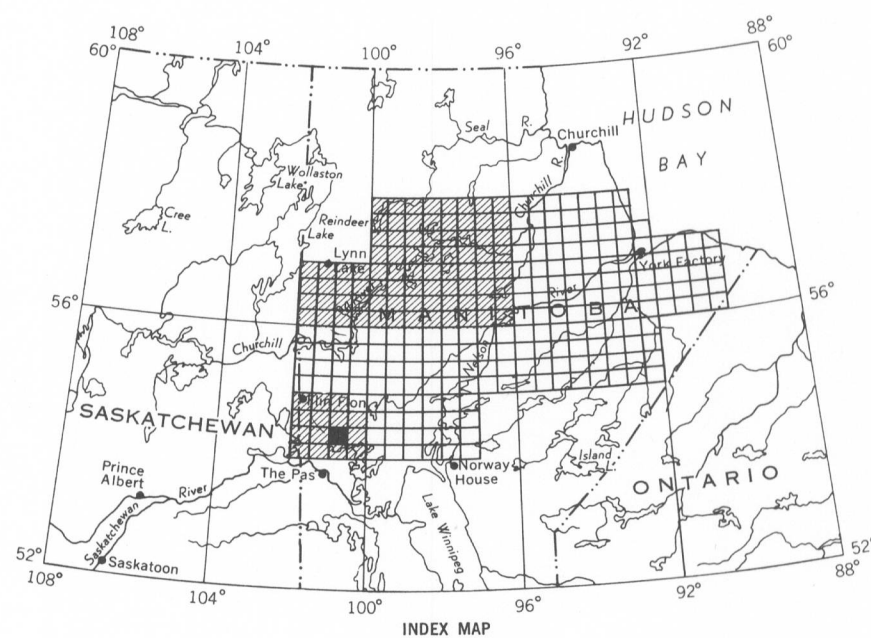 108°
60°
104°
100°
96°
92°
88°
60°
HUDSON
BAY
Seal R.
Churchill
Churchill R.
Wollaston
Lake
Cree
L.
Reindeer
Lake
Lynn
Lake
York Factory
River
56°
56°
MANITOBA
Churchill
Nelson
Flin Flon
SASKATCHEWAN
Prince
Albert
River
Saskatchewan
The Pas
Norway
House
Island
L.
ONTARIO
Lake Winnipeg
Saskatoon
52°
108°
104°
100°
96°
92°
52°
88°
INDEX MAP